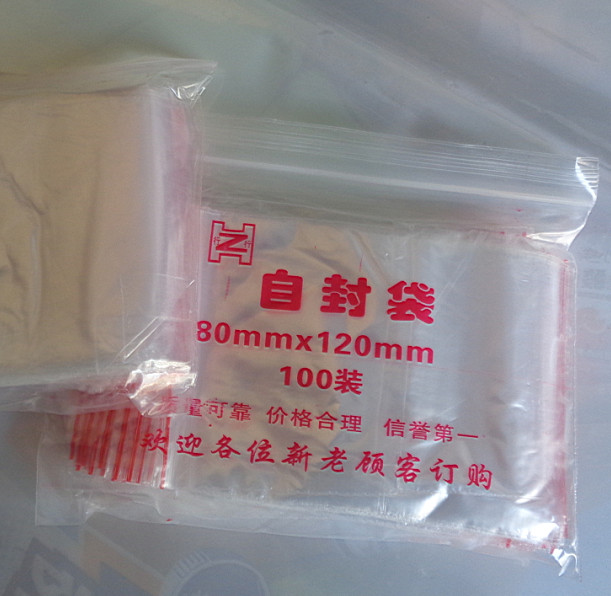 自封袋
80mmx120mm
100装
量可靠 价格合理 信誉第一
欢迎各位新老顾客订购